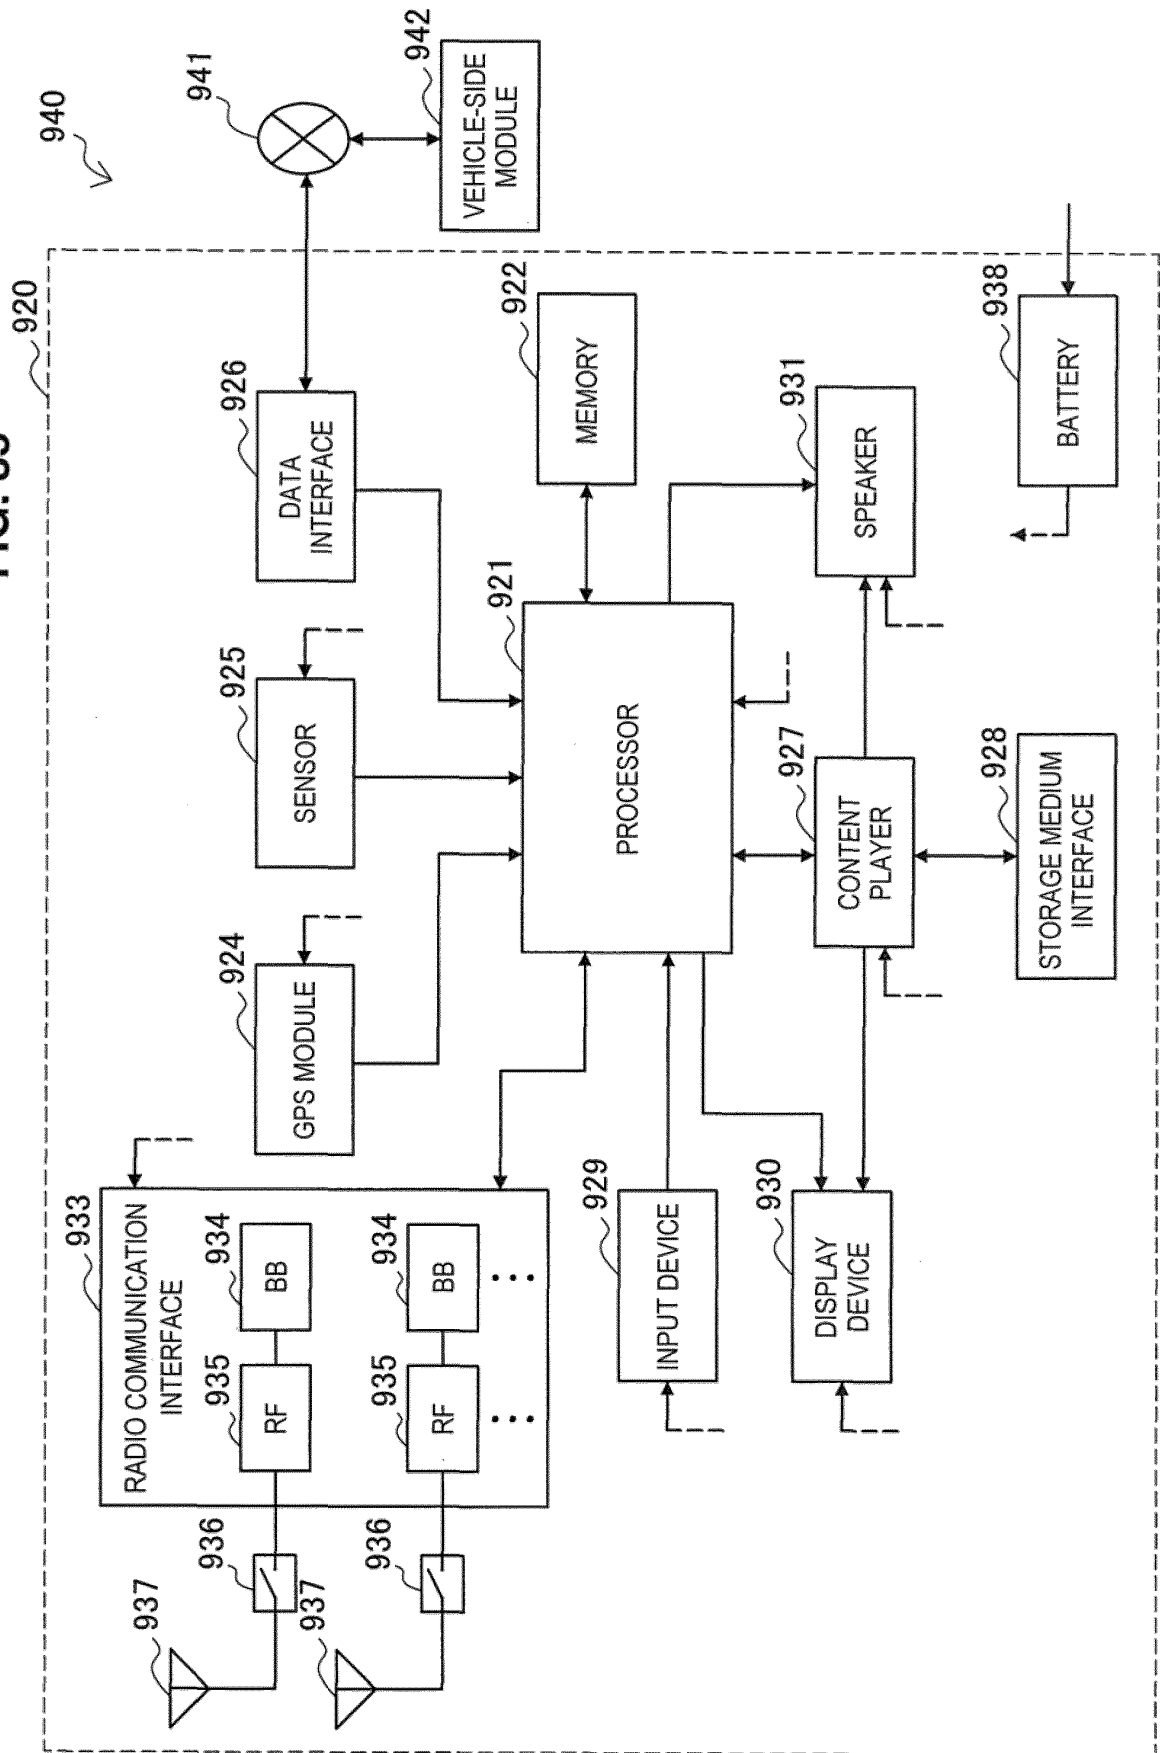 FIG.
920
940
933
RADIO COMMUNICATION
INTERFACE
937
936
935
RF
934
BB
937
936
935
RF
934
BB
924
GPS MODULE
925
SENSOR
926
DATA
INTERFACE
941
942
VEHICLE-SIDE
MODULE
921
PROCESSOR
922
MEMORY
929
INPUT DEVICE
930
DISPLAY
DEVICE
927
CONTENT
PLAYER
931
SPEAKER
928
STORAGE MEDIUM
INTERFACE
938
BATTERY